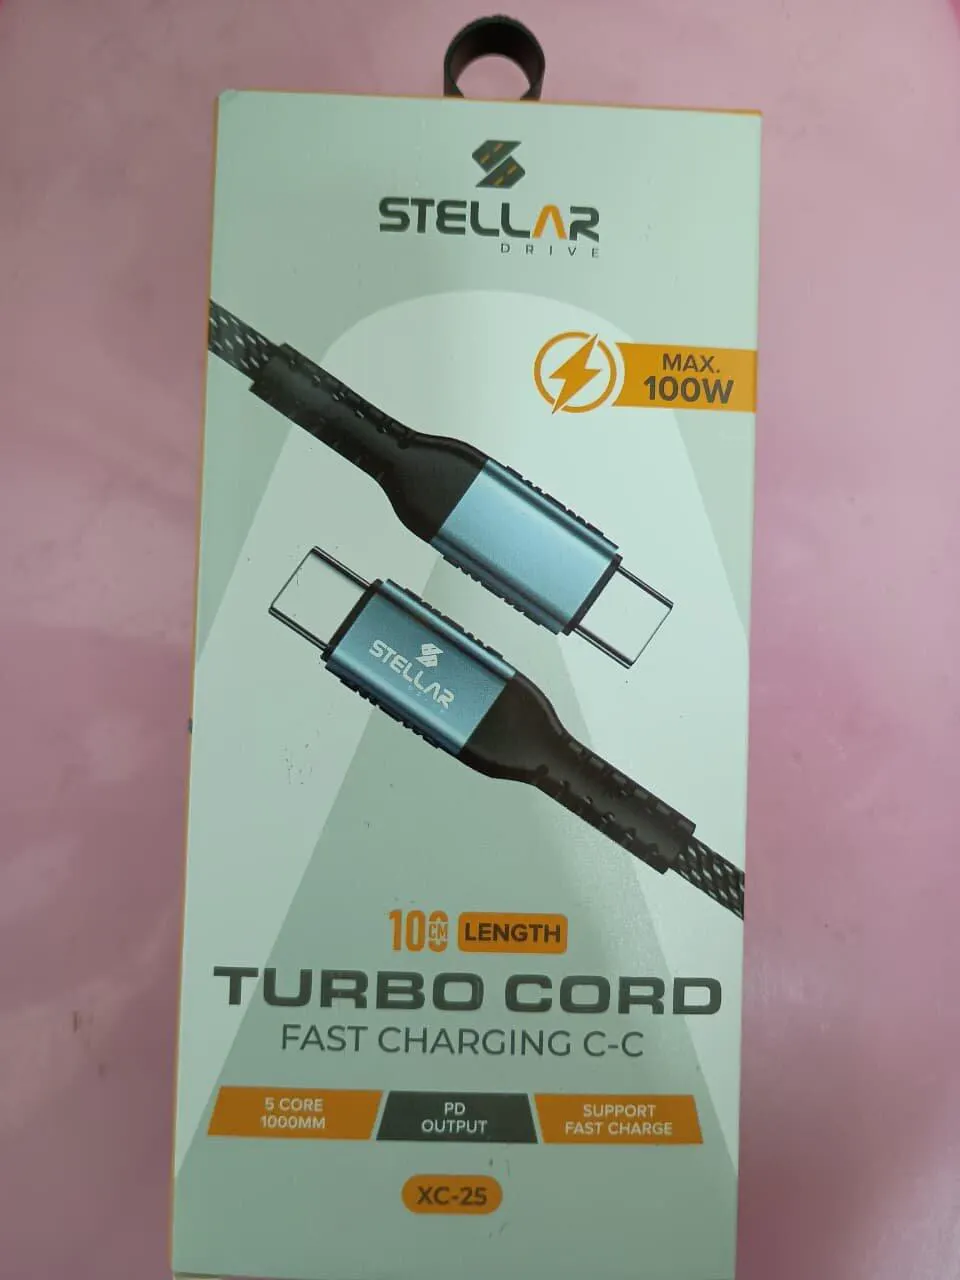 STELLAR
DRIVE
MAX.
100W
STELLAR
100CM LENGTH
TURBO CORD
FAST CHARGING C-C
5 CORE
1000MM
PD
OUTPUT
SUPPORT
FAST CHARGE
XC-25